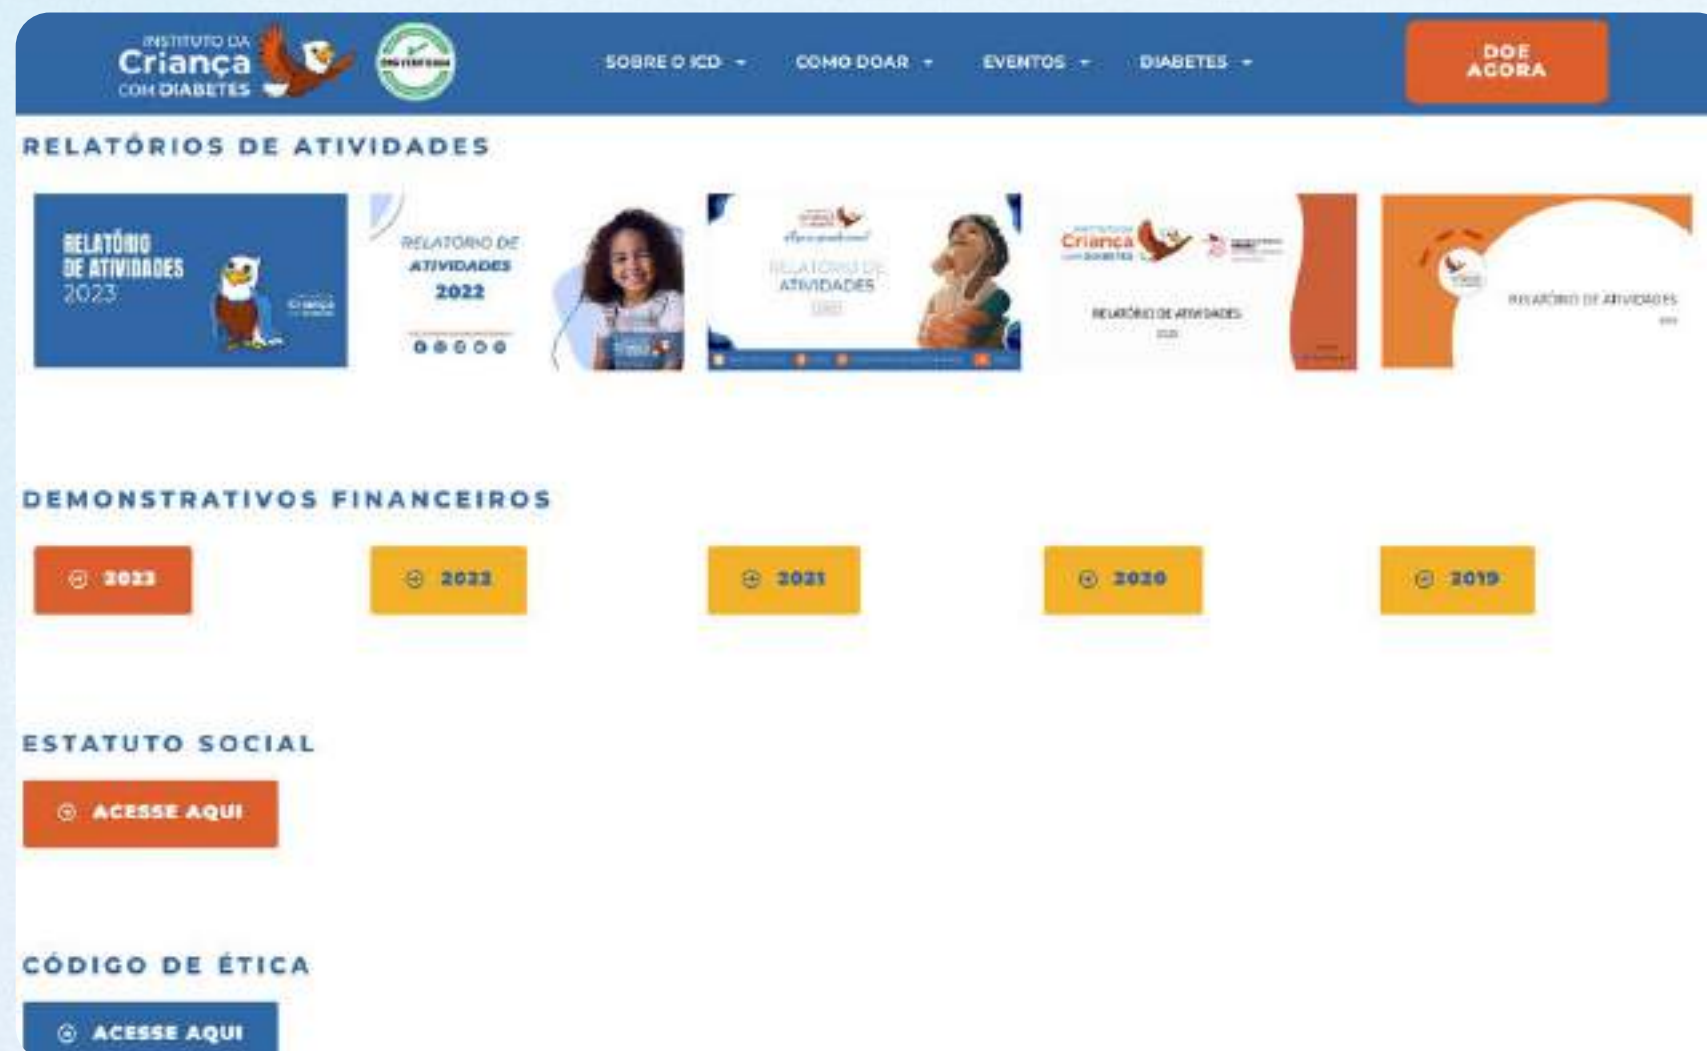 INSTITUTO DA
Criança
COM DIABETES
SOBRE O ICD
COMO DOAR
EVENTOS
DIABETES
DOE
AGORA
RELATÓRIOS DE ATIVIDADES
RELATÓRIO
DE ATIVIDADES
2023
RELATÓRIO DE
ATIVIDADES
2022
RELATÓRIO DE
ATIVIDADES
Criança
COM DIABETES
RELATÓRIO DE ATIVIDADES
RELATÓRIO DE ATIVIDADES
DEMONSTRATIVOS FINANCEIROS
2023
2022
2021
2020
2019
ESTATUTO SOCIAL
ACESSE AQUI
CÓDIGO DE ÉTICA
ACESSE AQUI